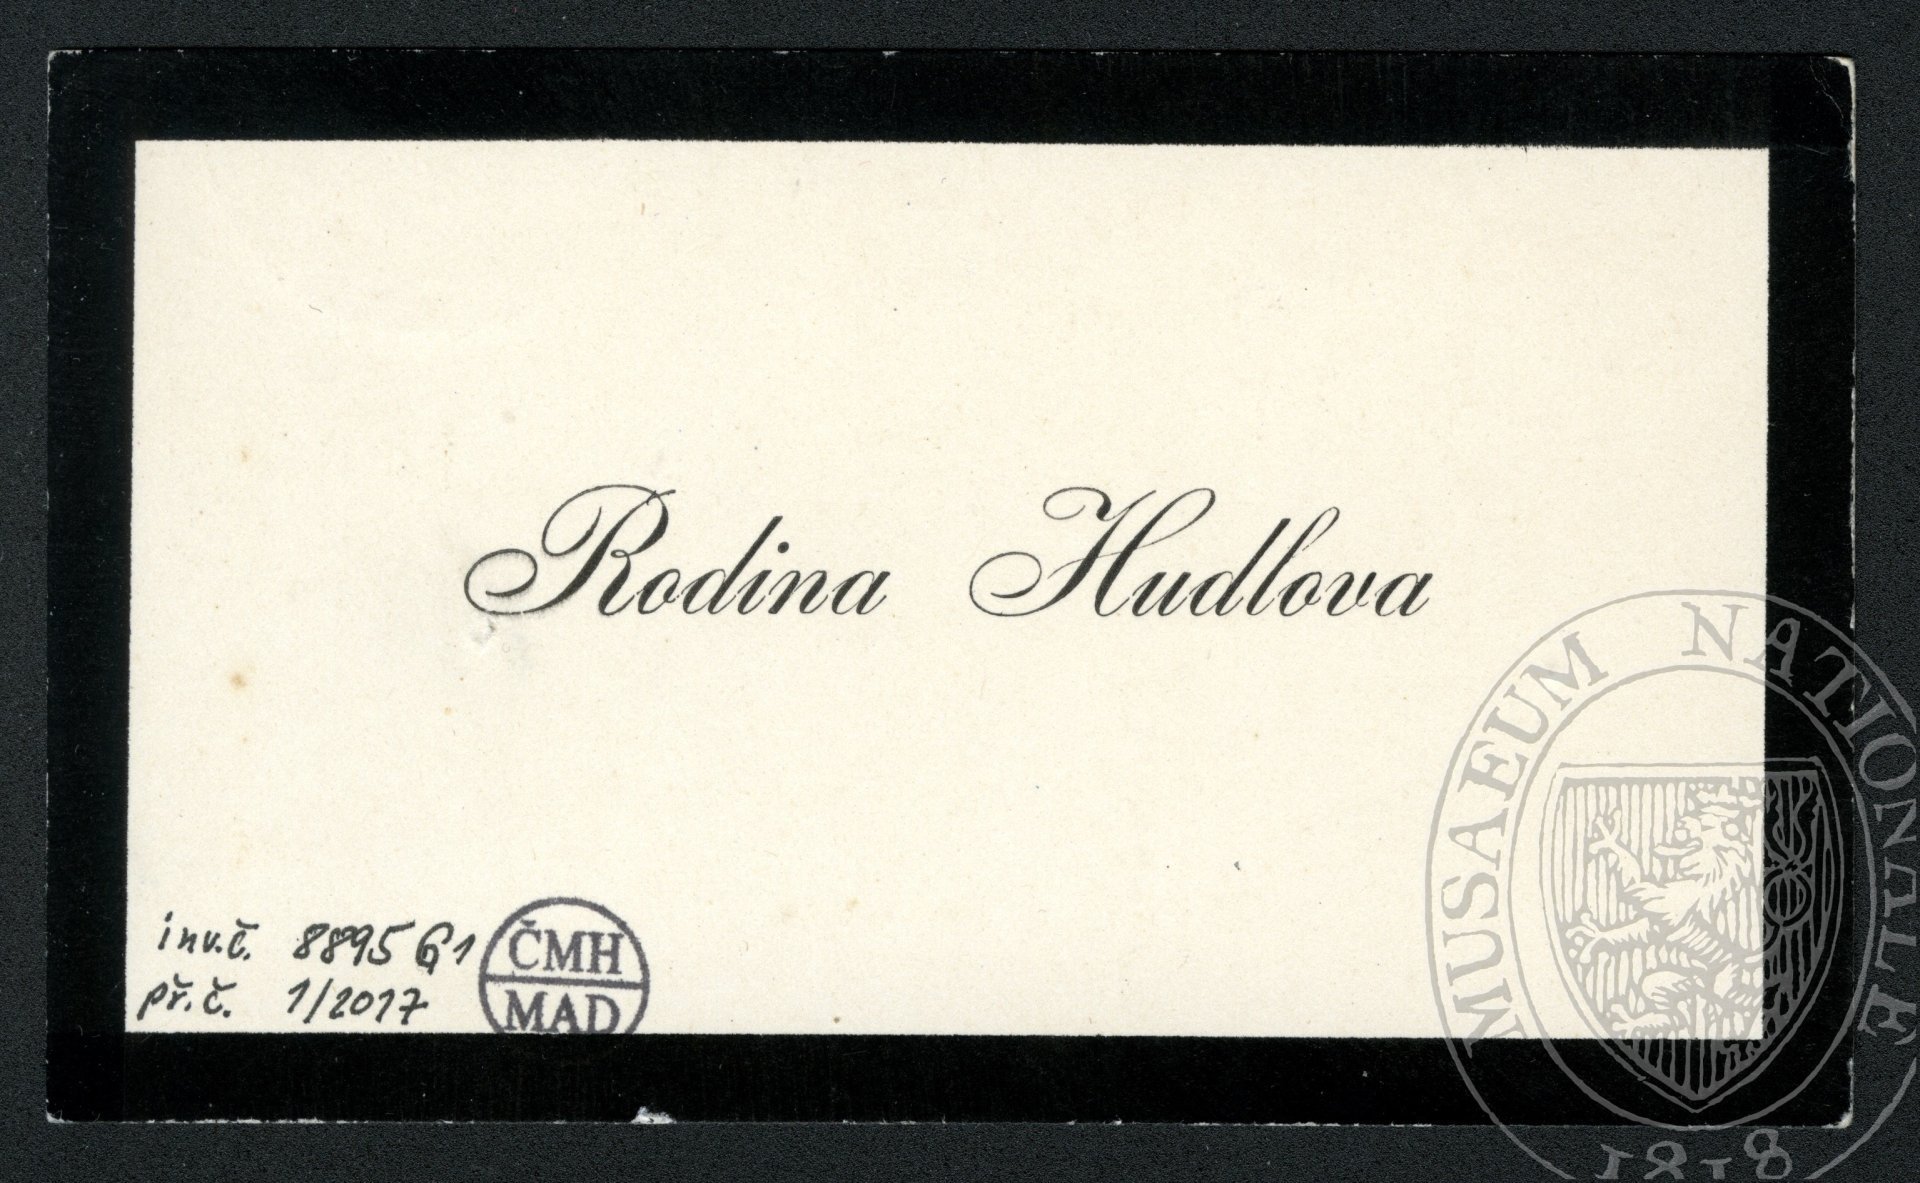 Rodina Hudlova
inv.č. 8895 G1
př.č. 1/2017
ČMH
MAD
MUSAEUM NATIONALE
1818